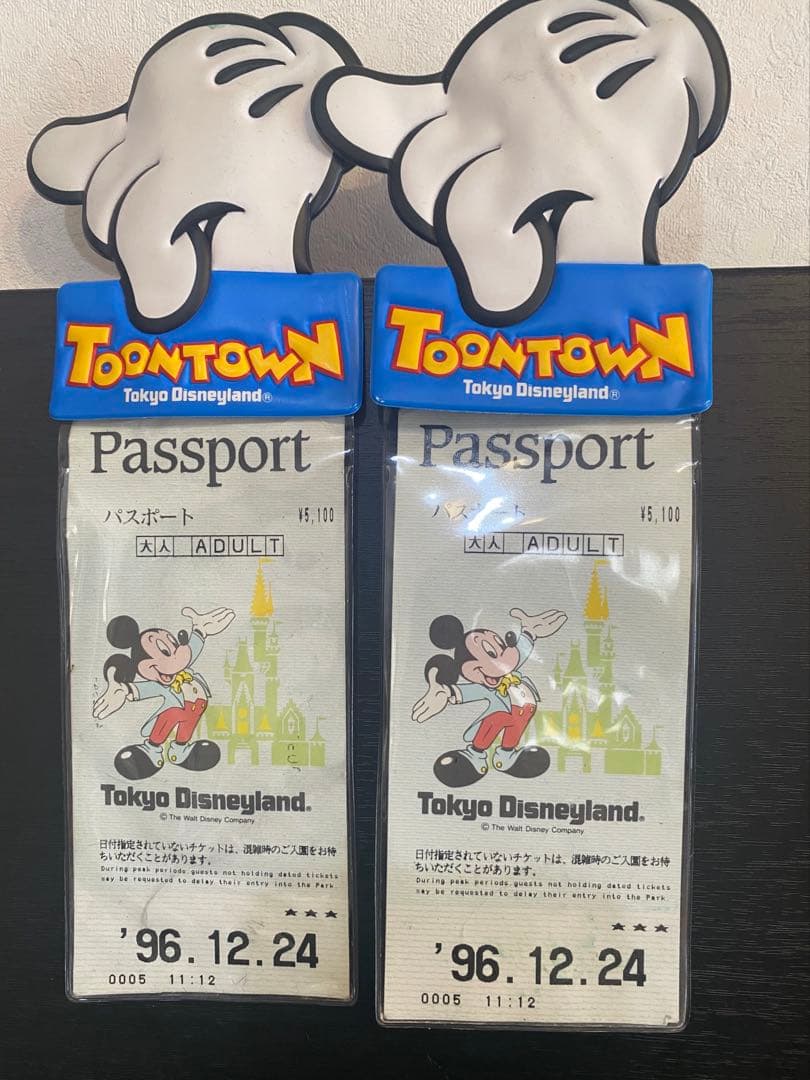 TOONTOWN
Tokyo Disneyland®
Passport
パスポート ¥5,100
大人 ADULT
Tokyo Disneyland®
© The Walt Disney Company
日付指定されていないチケットは、混雑時のご入園をお待
ちいただくことがあります。
During peak periods guests not holding dated tickets
may be requested to delay their entry into the Park.
★★★
'96.12.24
0005 11:12
TOONTOWN
Tokyo Disneyland®
Passport
パスポート ¥5,100
大人 ADULT
Tokyo Disneyland®
© The Walt Disney Company
日付指定されていないチケットは、混雑時のご入園をお待
ちいただくことがあります。
During peak periods guests not holding dated tickets
may be requested to delay their entry into the Park.
★★★
'96.12.24
0005 11:12